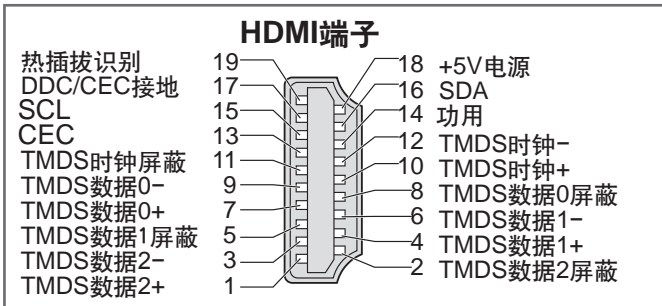 HDMI端子
热插拔识别 19
DDC/CEC接地 17
SCL 15
CEC 13
TMDS时钟屏蔽 11
TMDS数据0− 9
TMDS数据0+ 7
TMDS数据1屏蔽 5
TMDS数据2− 3
TMDS数据2+ 1
18 +5V电源
16 SDA
14 功用
12 TMDS时钟−
10 TMDS时钟+
8 TMDS数据0屏蔽
6 TMDS数据1−
4 TMDS数据1+
2 TMDS数据2屏蔽